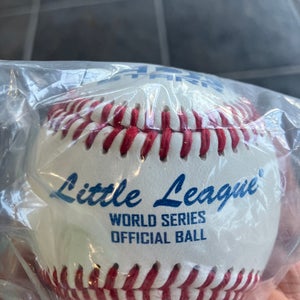 Little League®
WORLD SERIES
OFFICIAL BALL